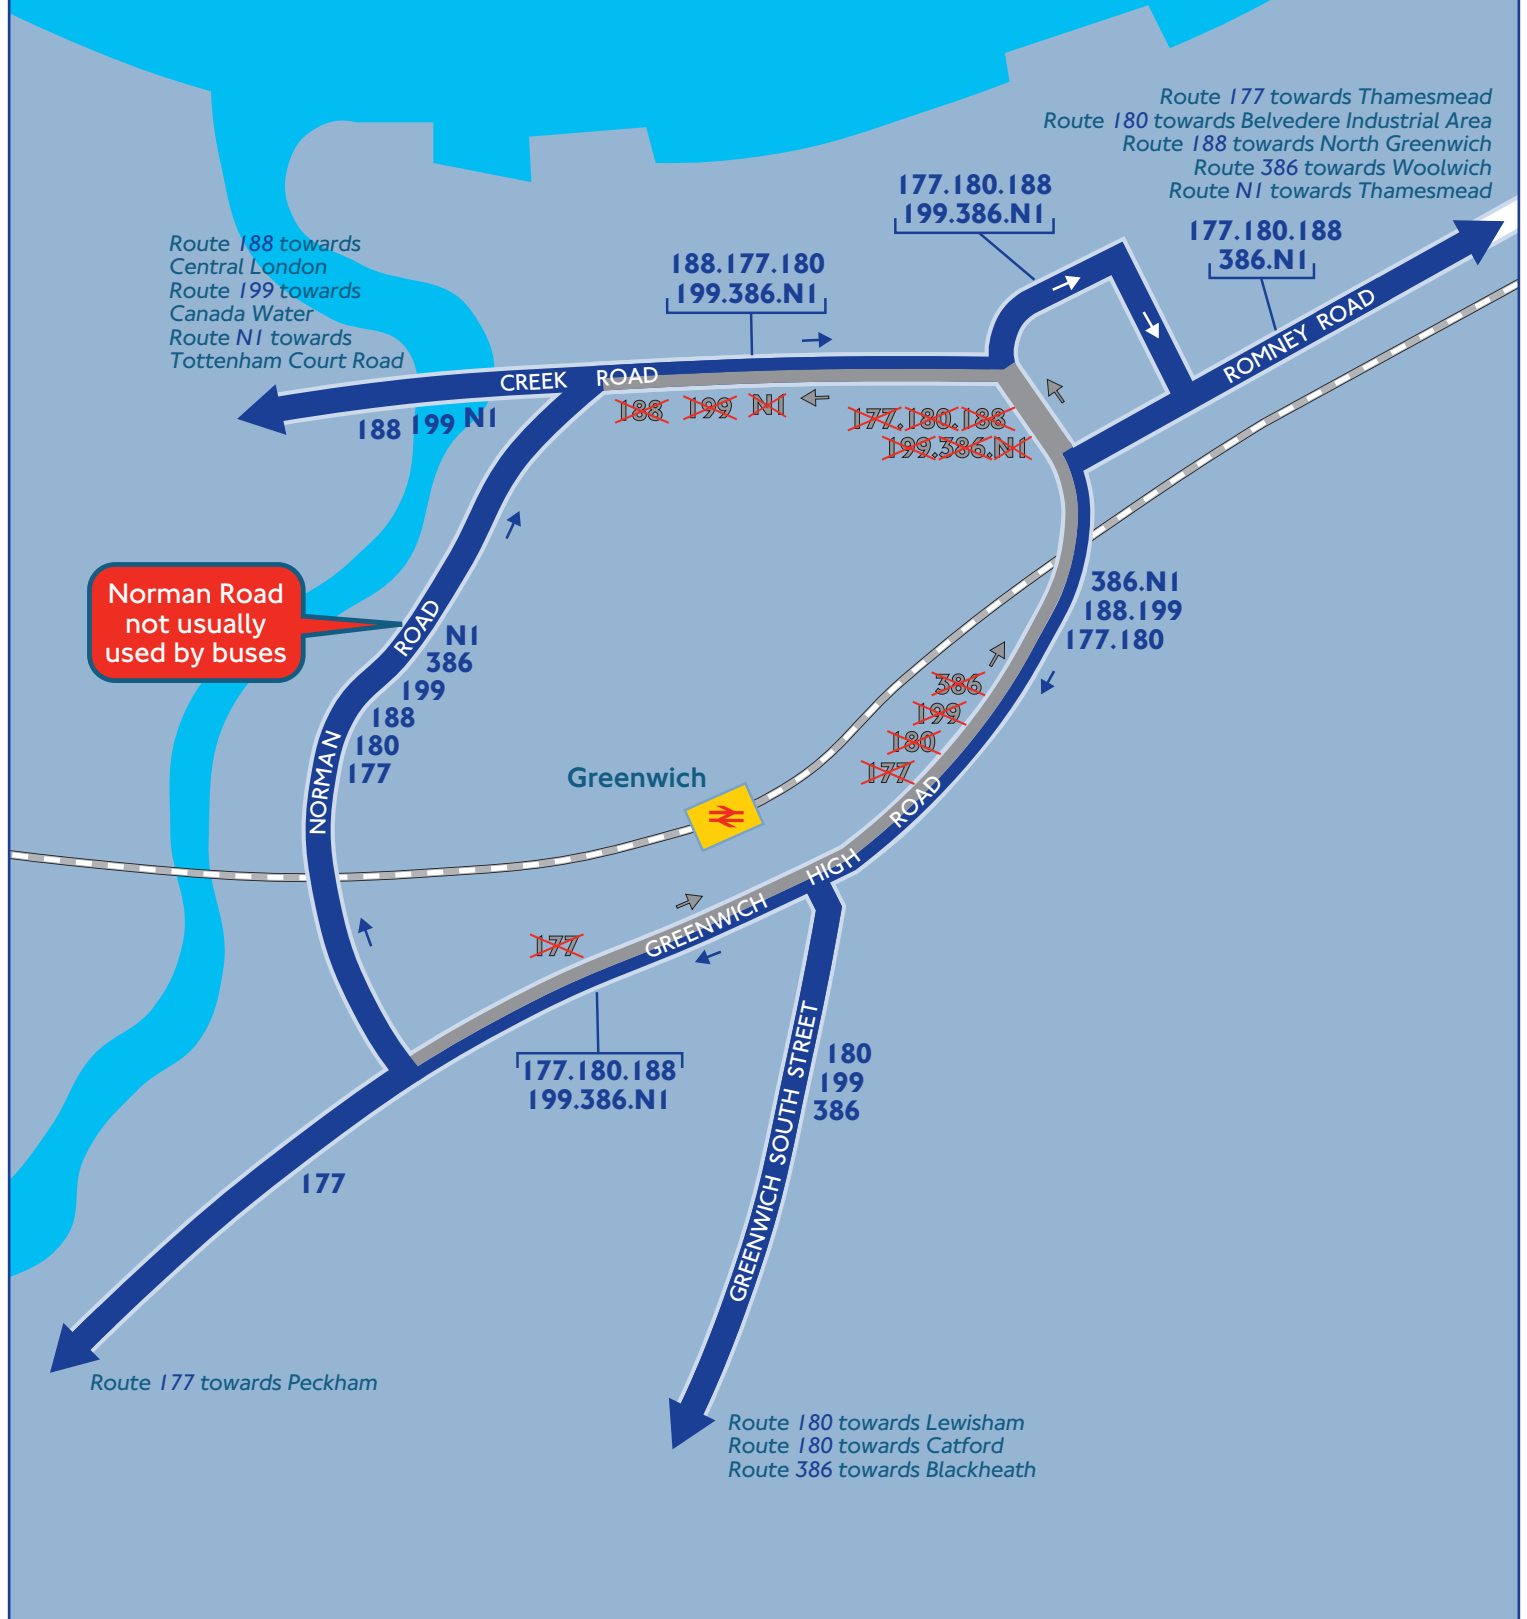 Route 177 towards Thamesmead
Route 180 towards Belvedere Industrial Area
Route 188 towards North Greenwich
Route 386 towards Woolwich
Route N1 towards Thamesmead
177.180.188
199.386.N1
177.180.188
386.N1
Route 188 towards
Central London
Route 199 towards
Canada Water
Route N1 towards
Tottenham Court Road
188.177.180
199.386.N1
ROMNEY ROAD
CREEK ROAD
188 199 N1
188 199 N1
177.180.188
199.386.N1
Norman Road
not usually
used by buses
NORMAN ROAD
N1
386
199
188
180
177
386.N1
188.199
177.180
386
199
180
177
Greenwich
GREENWICH HIGH ROAD
177
177.180.188
199.386.N1
GREENWICH SOUTH STREET
180
199
386
177
Route 177 towards Peckham
Route 180 towards Lewisham
Route 180 towards Catford
Route 386 towards Blackheath